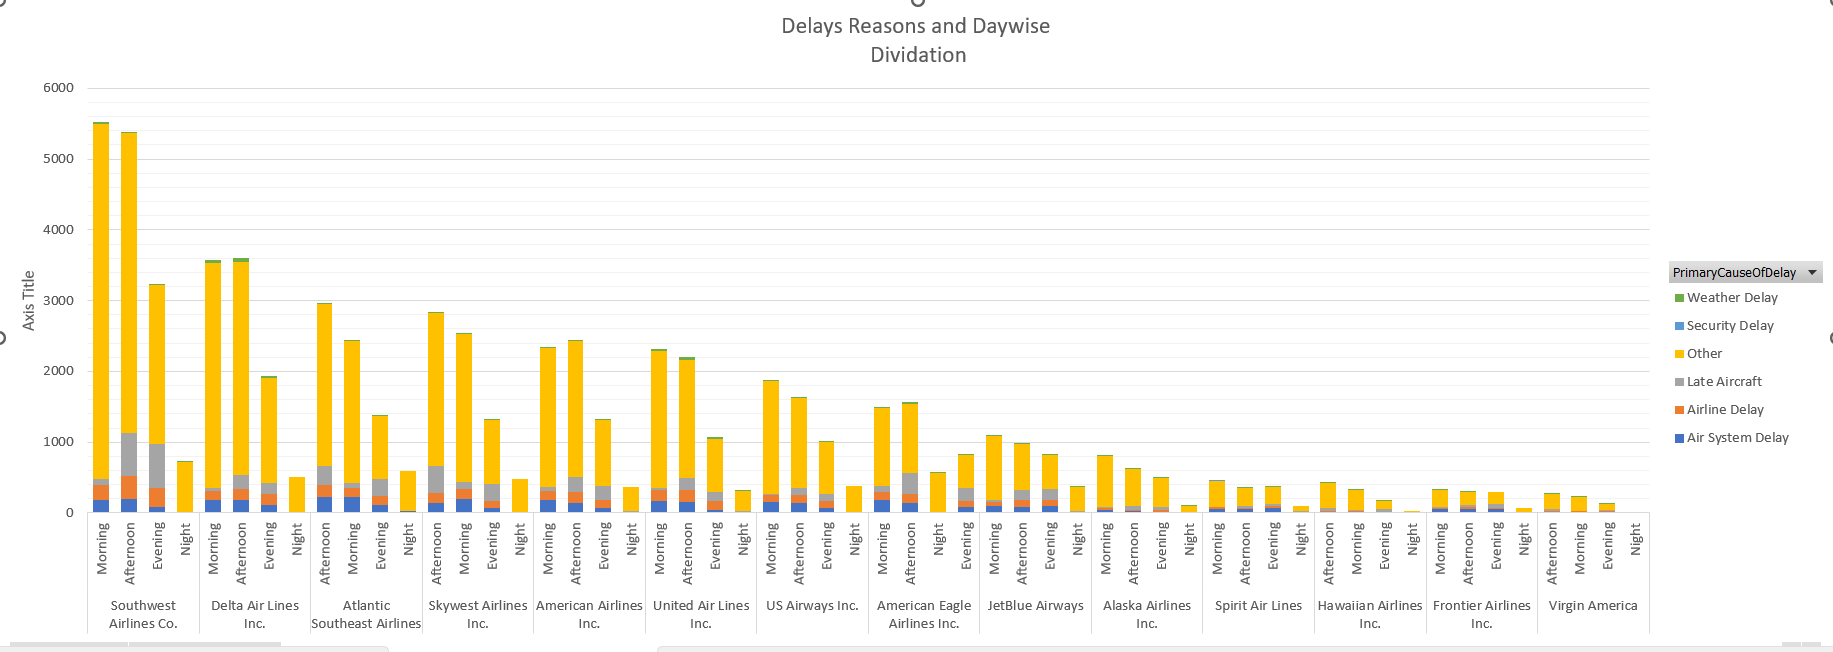 Delays Reasons and Daywise
Dividation
6000
5000
4000
3000
2000
1000
0
Axis Title
Morning
Afternoon
Evening
Night
Morning
Afternoon
Evening
Night
Afternoon
Morning
Evening
Night
Afternoon
Morning
Evening
Night
Morning
Afternoon
Evening
Night
Morning
Afternoon
Evening
Night
Morning
Afternoon
Evening
Night
Morning
Afternoon
Night
Evening
Morning
Afternoon
Evening
Night
Morning
Afternoon
Evening
Night
Morning
Afternoon
Evening
Night
Afternoon
Morning
Evening
Night
Morning
Afternoon
Evening
Night
Afternoon
Morning
Evening
Night
Southwest
Airlines Co.
Delta Air Lines
Inc.
Atlantic
Southeast Airlines
Skywest Airlines
Inc.
American Airlines
Inc.
United Air Lines
Inc.
US Airways Inc.
American Eagle
Airlines Inc.
JetBlue Airways
Alaska Airlines
Inc.
Spirit Air Lines
Hawaiian Airlines
Inc.
Frontier Airlines
Inc.
Virgin America
PrimaryCauseOfDelay
Weather Delay
Security Delay
Other
Late Aircraft
Airline Delay
Air System Delay